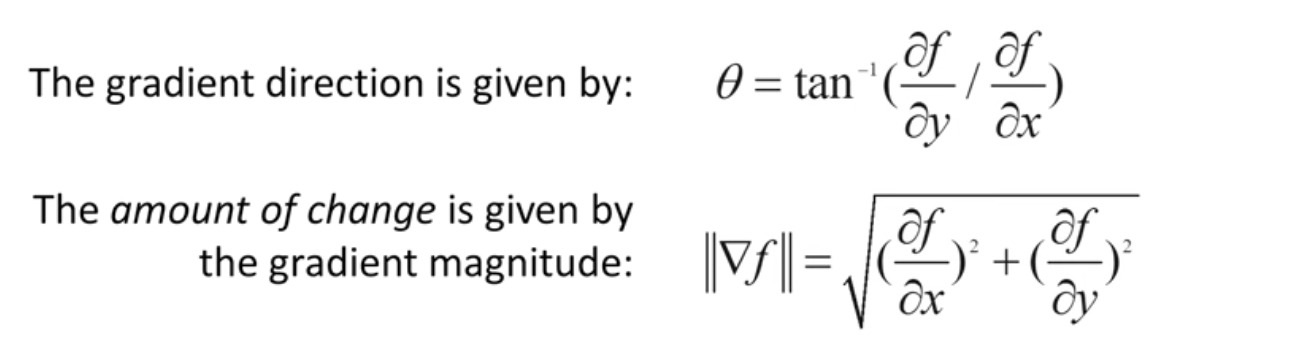 The gradient direction is given by: θ = tan⁻¹(∂f/∂y / ∂f/∂x)
The amount of change is given by
the gradient magnitude: ‖∇f‖ = √((∂f/∂x)² + (∂f/∂y)²)